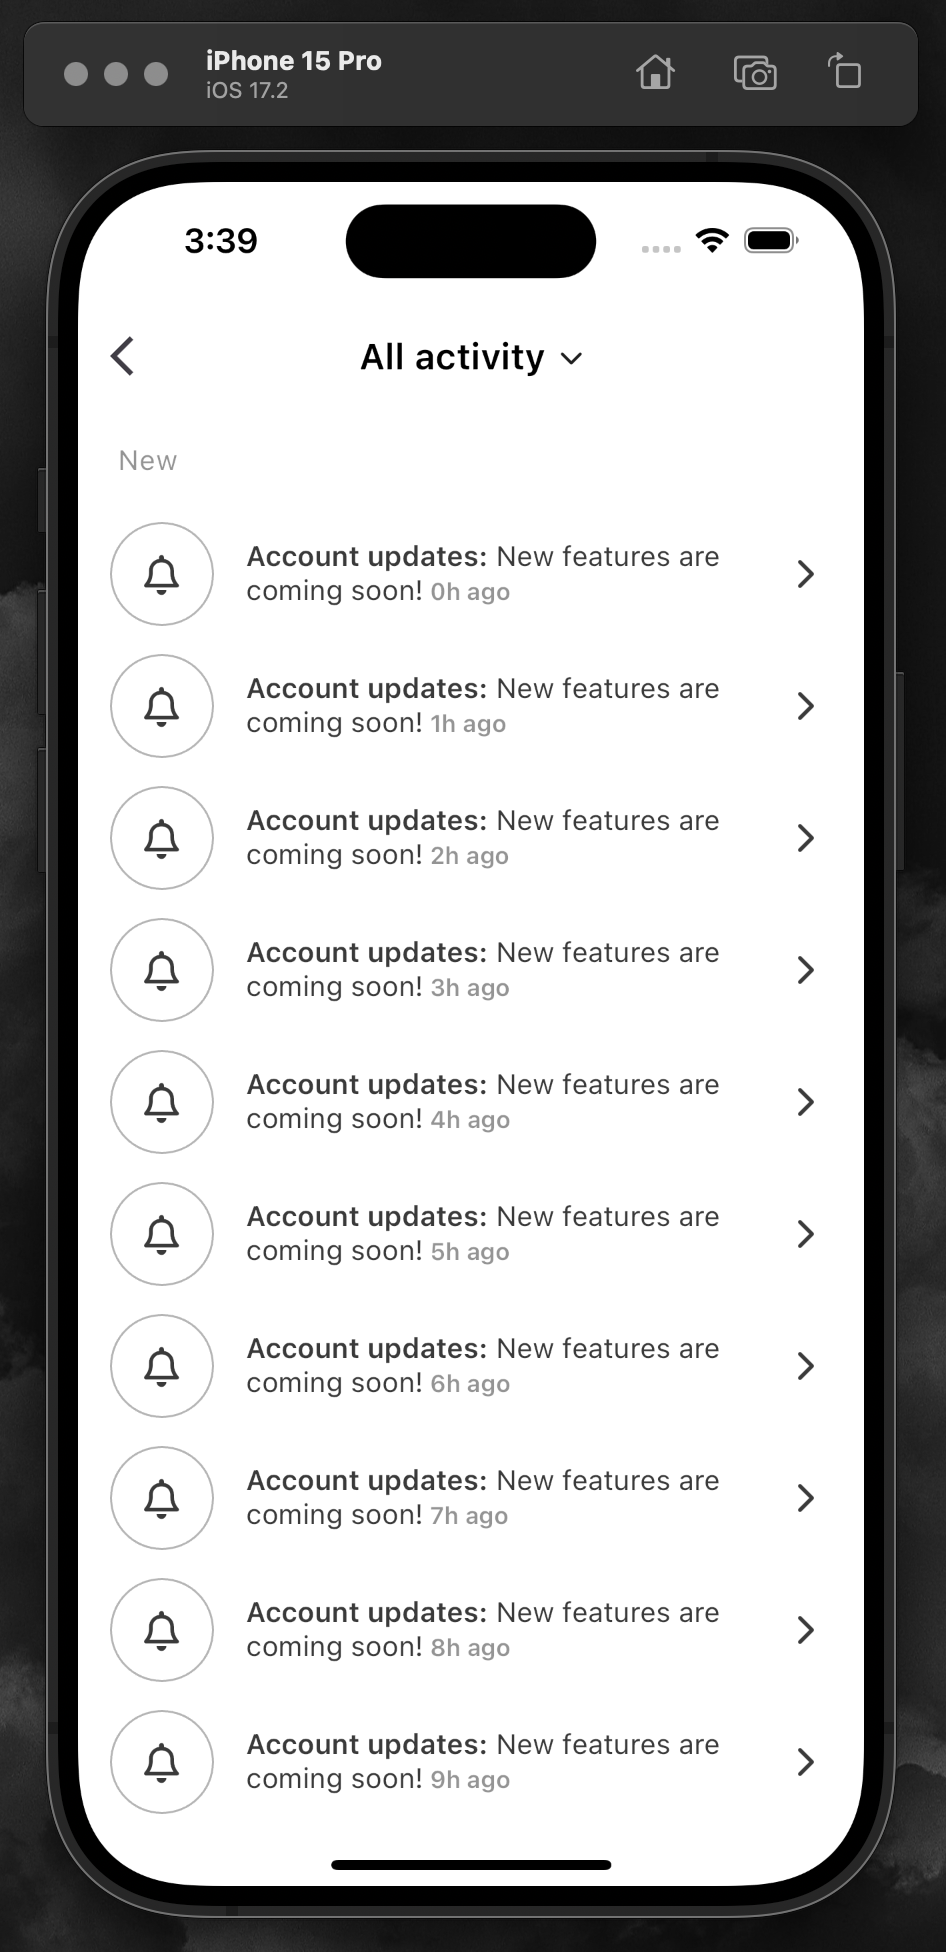 iPhone 15 Pro
iOS 17.2
3:39
All activity
New
Account updates: New features are
coming soon! 0h ago
Account updates: New features are
coming soon! 1h ago
Account updates: New features are
coming soon! 2h ago
Account updates: New features are
coming soon! 3h ago
Account updates: New features are
coming soon! 4h ago
Account updates: New features are
coming soon! 5h ago
Account updates: New features are
coming soon! 6h ago
Account updates: New features are
coming soon! 7h ago
Account updates: New features are
coming soon! 8h ago
Account updates: New features are
coming soon! 9h ago